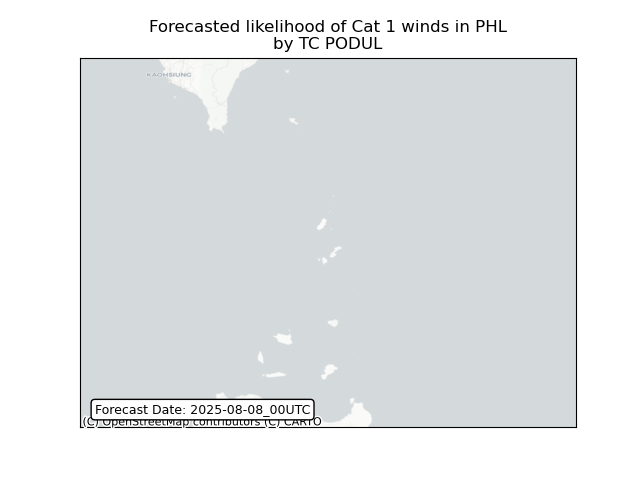 Forecasted likelihood of Cat 1 winds in PHL
by TC PODUL
KAOHSIUNG
Forecast Date: 2025-08-08_00UTC
(C) OpenStreetMap contributors (C) CARTO